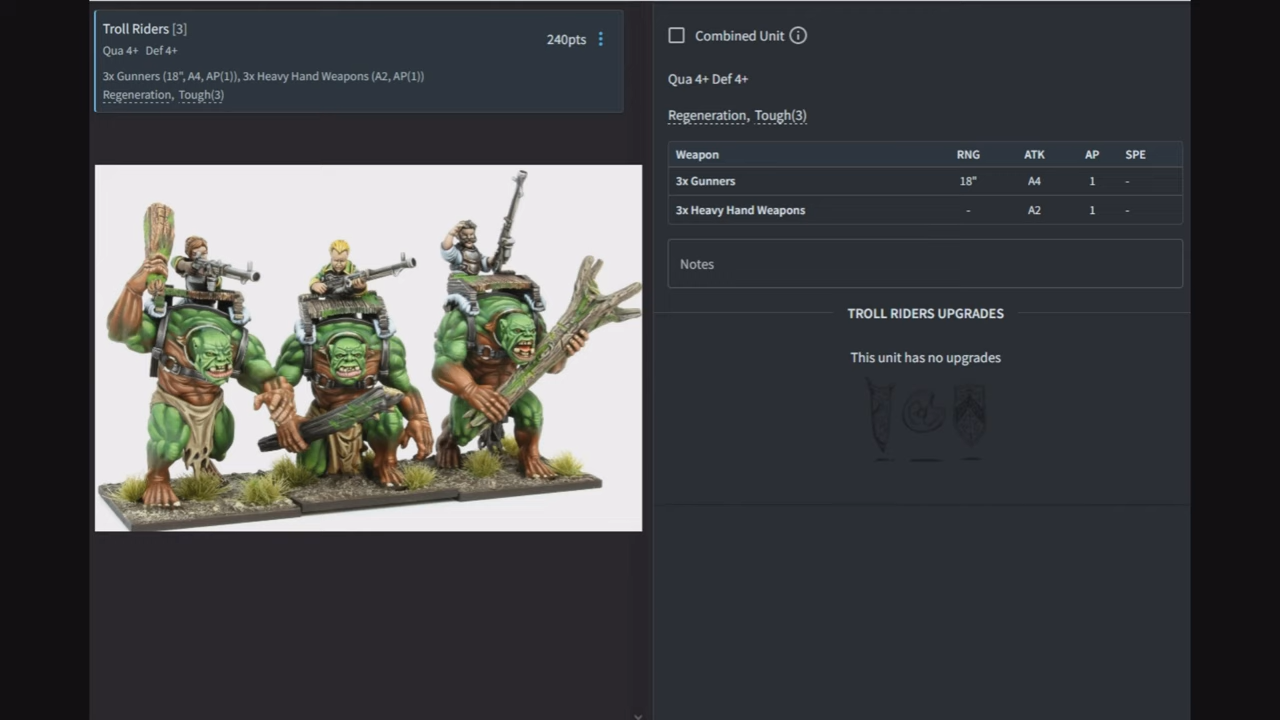 Troll Riders [3]
Qua 4+ Def 4+
240pts
3x Gunners (18", A4, AP(1)), 3x Heavy Hand Weapons (A2, AP(1))
Regeneration, Tough(3)
Combined Unit
Qua 4+ Def 4+
Regeneration, Tough(3)
Weapon RNG ATK AP SPE
3x Gunners 18" A4 1 -
3x Heavy Hand Weapons - A2 1 -
Notes
TROLL RIDERS UPGRADES
This unit has no upgrades